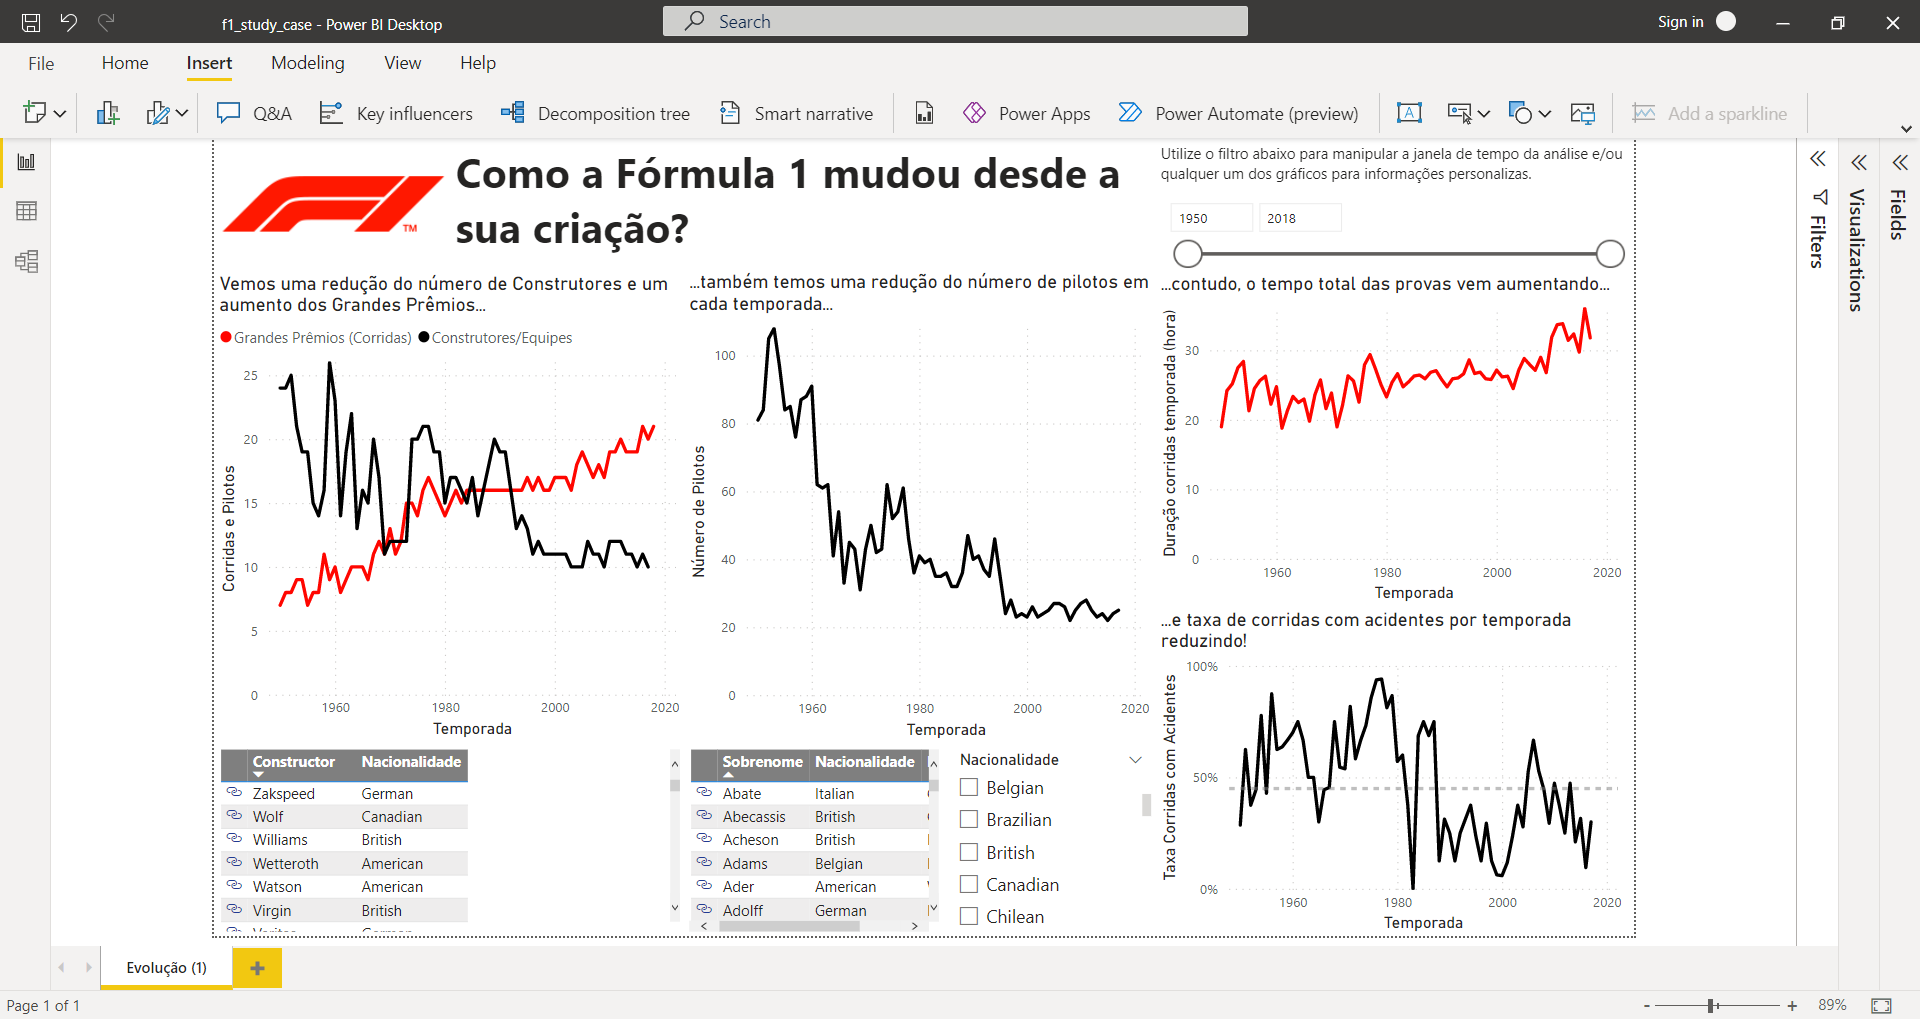 f1_study_case - Power BI Desktop
Search
Sign in
File
Home
Insert
Modeling
View
Help
Q&A
Key influencers
Decomposition tree
Smart narrative
Power Apps
Power Automate (preview)
Add a sparkline
TM
Como a Fórmula 1 mudou desde a
sua criação?
Utilize o filtro abaixo para manipular a janela de tempo da análise e/ou
qualquer um dos gráficos para informações personalizas.
1950
2018
Filters
Visualizations
Fields
Vemos uma redução do número de Construtores e um
aumento dos Grandes Prêmios...
Grandes Prêmios (Corridas)
Construtores/Equipes
Corridas e Pilotos
25
20
15
10
5
0
1960
1980
2000
2020
Temporada
...também temos uma redução do número de pilotos em
cada temporada...
Número de Pilotos
100
80
60
40
20
0
1960
1980
2000
2020
Temporada
...contudo, o tempo total das provas vem aumentando...
Duração corridas temporada (hora)
30
20
10
0
1960
1980
2000
2020
Temporada
...e taxa de corridas com acidentes por temporada
reduzindo!
Taxa Corridas com Acidentes
100%
50%
0%
1960
1980
2000
2020
Temporada
Constructor Nacionalidade
Zakspeed German
Wolf Canadian
Williams British
Wetteroth American
Watson American
Virgin British
Sobrenome Nacionalidade
Abate Italian
Abecassis British
Acheson British
Adams Belgian
Ader American
Adolff German
Nacionalidade
Belgian
Brazilian
British
Canadian
Chilean
Evolução (1)
Page 1 of 1
89%